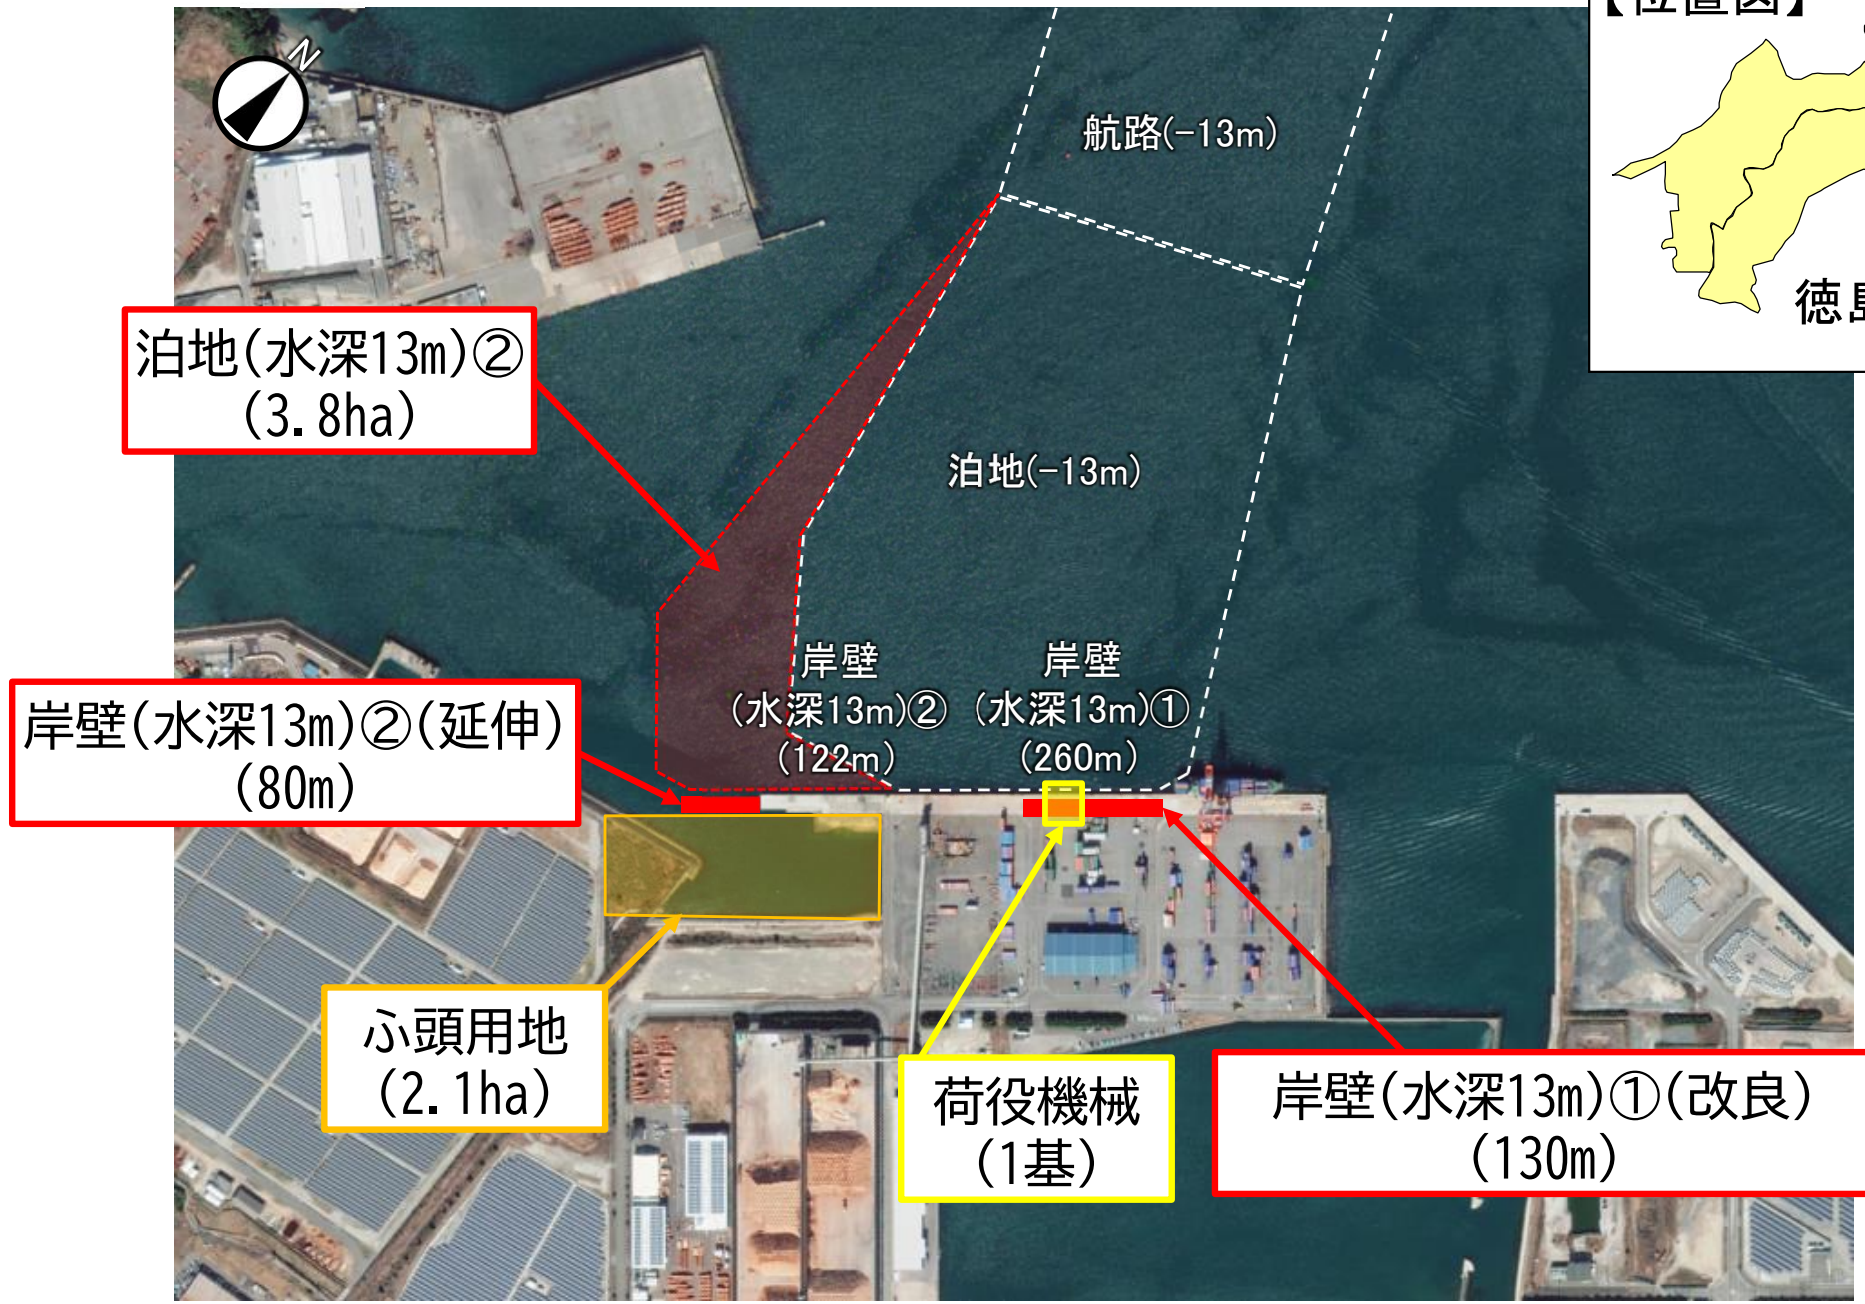 【位置図】
N
航路(-13m)
徳島
泊地(水深13m)②
(3.8ha)
泊地(-13m)
岸壁
(水深13m)②
(122m)
岸壁
(水深13m)①
(260m)
岸壁(水深13m)②(延伸)
(80m)
ふ頭用地
(2.1ha)
荷役機械
(1基)
岸壁(水深13m)①(改良)
(130m)